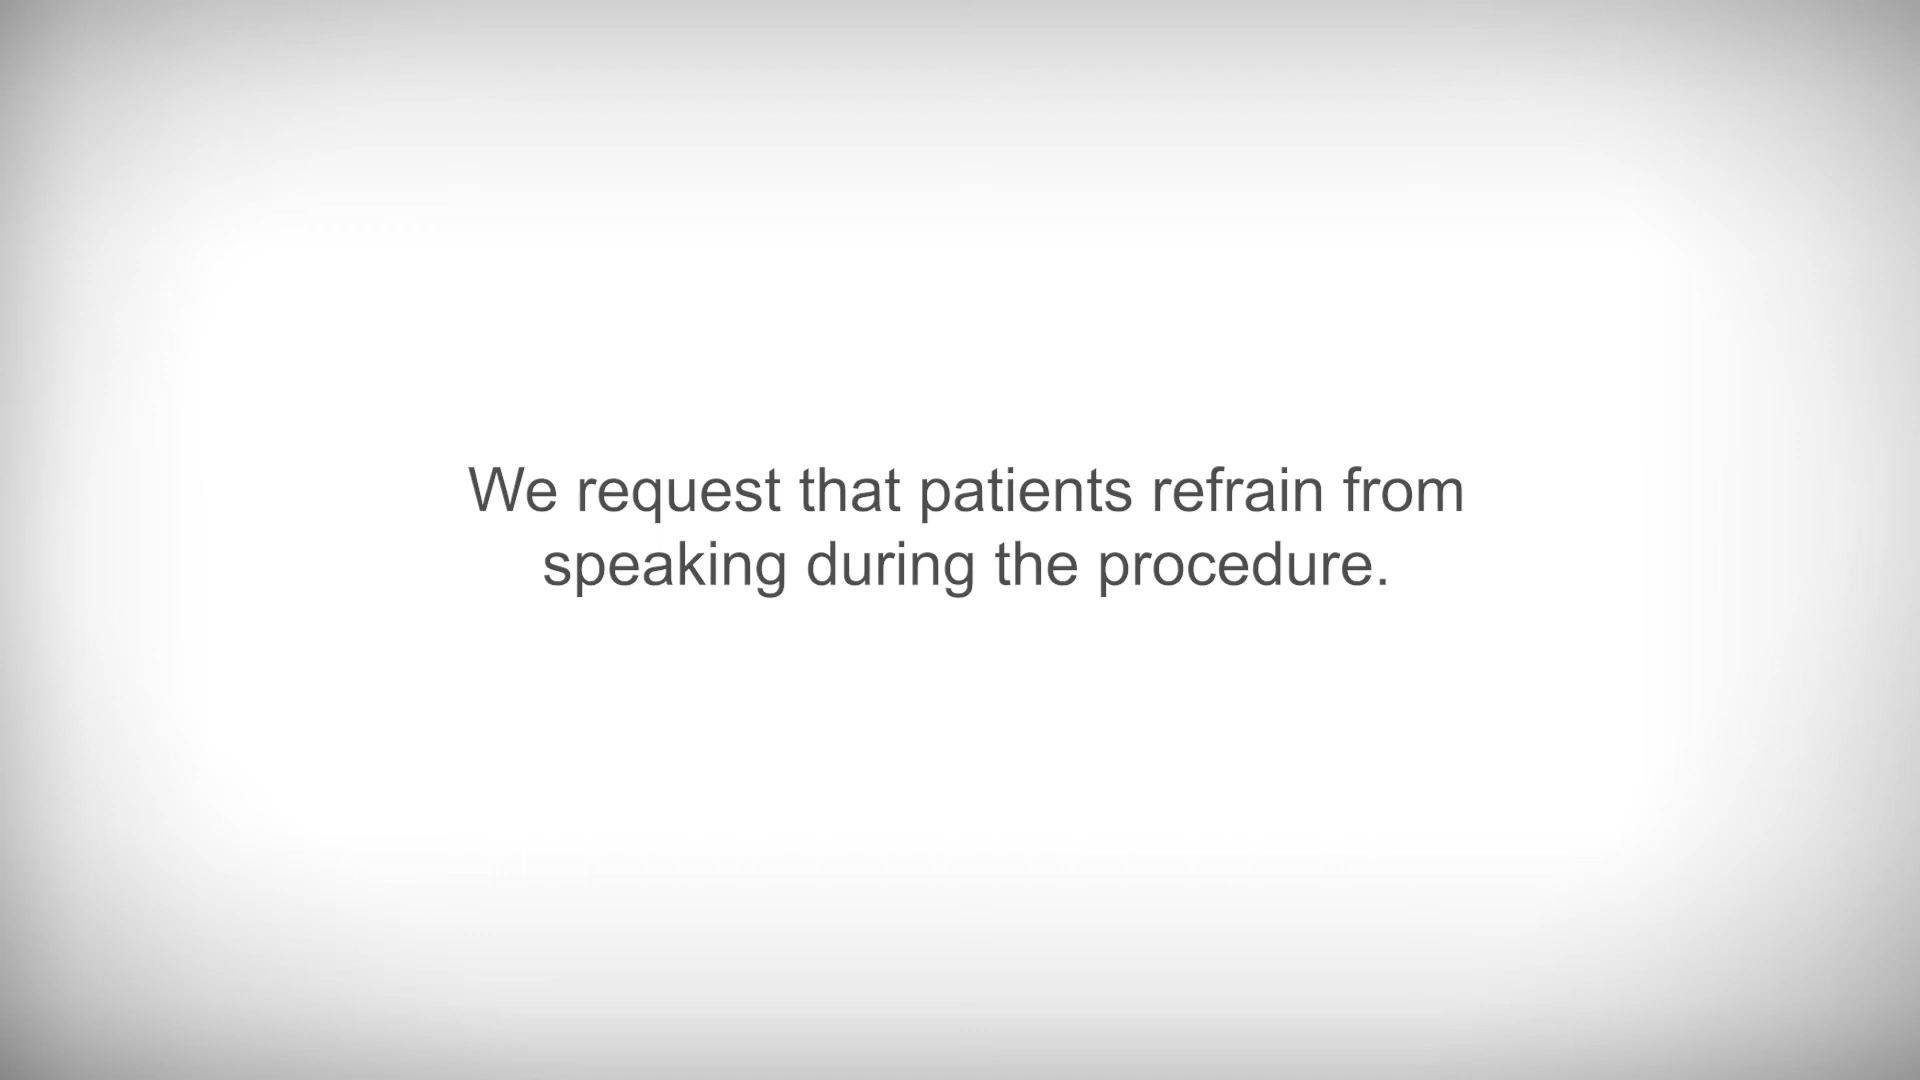 We request that patients refrain from
speaking during the procedure.